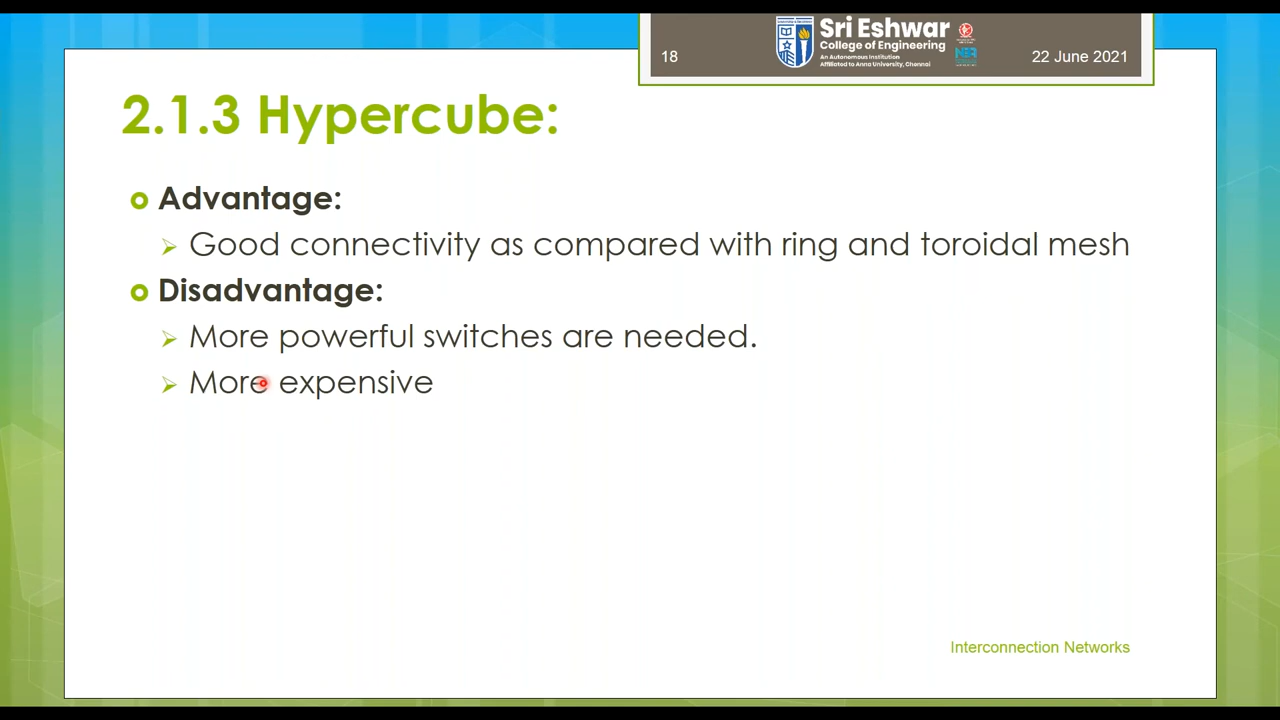 18
Sri Eshwar
College of Engineering
An Autonomous Institution
Affiliated to Anna University, Chennai
22 June 2021
2.1.3 Hypercube:
Advantage:
Good connectivity as compared with ring and toroidal mesh
Disadvantage:
More powerful switches are needed.
More expensive
Interconnection Networks